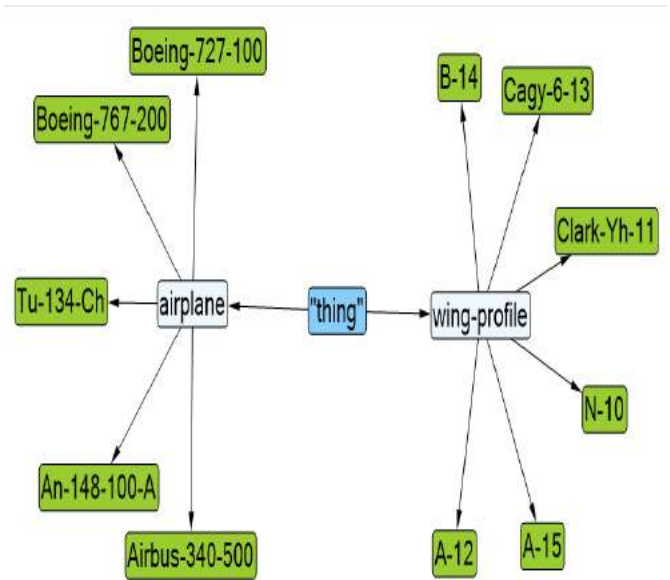 Boeing-727-100
B-14
Cagy-6-13
Boeing-767-200
Clark-Yh-11
Tu-134-Ch
airplane
"thing"
wing-profile
N-10
An-148-100-A
Airbus-340-500
A-12
A-15